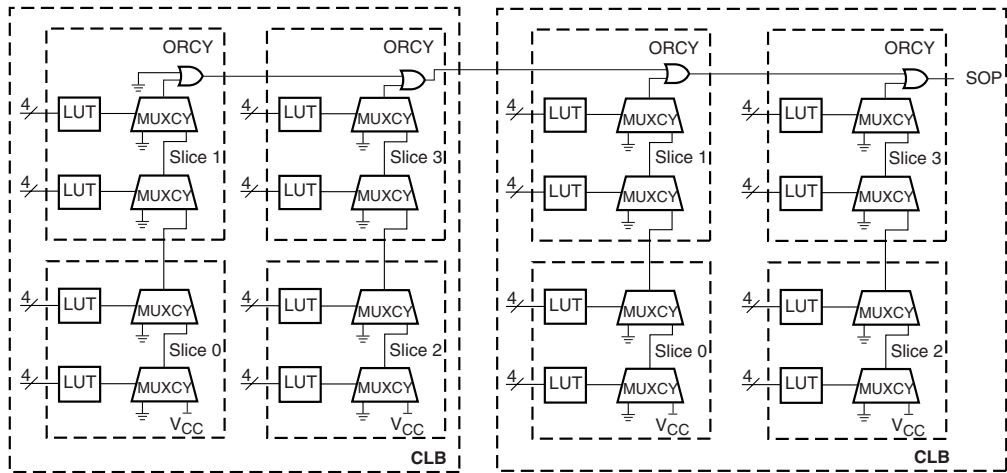 ORCY ORCY ORCY ORCY
SOP
4 LUT MUXCY 4 LUT MUXCY 4 LUT MUXCY 4 LUT MUXCY
Slice 1 Slice 3 Slice 1 Slice 3
4 LUT MUXCY 4 LUT MUXCY 4 LUT MUXCY 4 LUT MUXCY
4 LUT MUXCY 4 LUT MUXCY 4 LUT MUXCY 4 LUT MUXCY
Slice 0 Slice 2 Slice 0 Slice 2
4 LUT MUXCY 4 LUT MUXCY 4 LUT MUXCY 4 LUT MUXCY
VCC VCC VCC VCC
CLB CLB